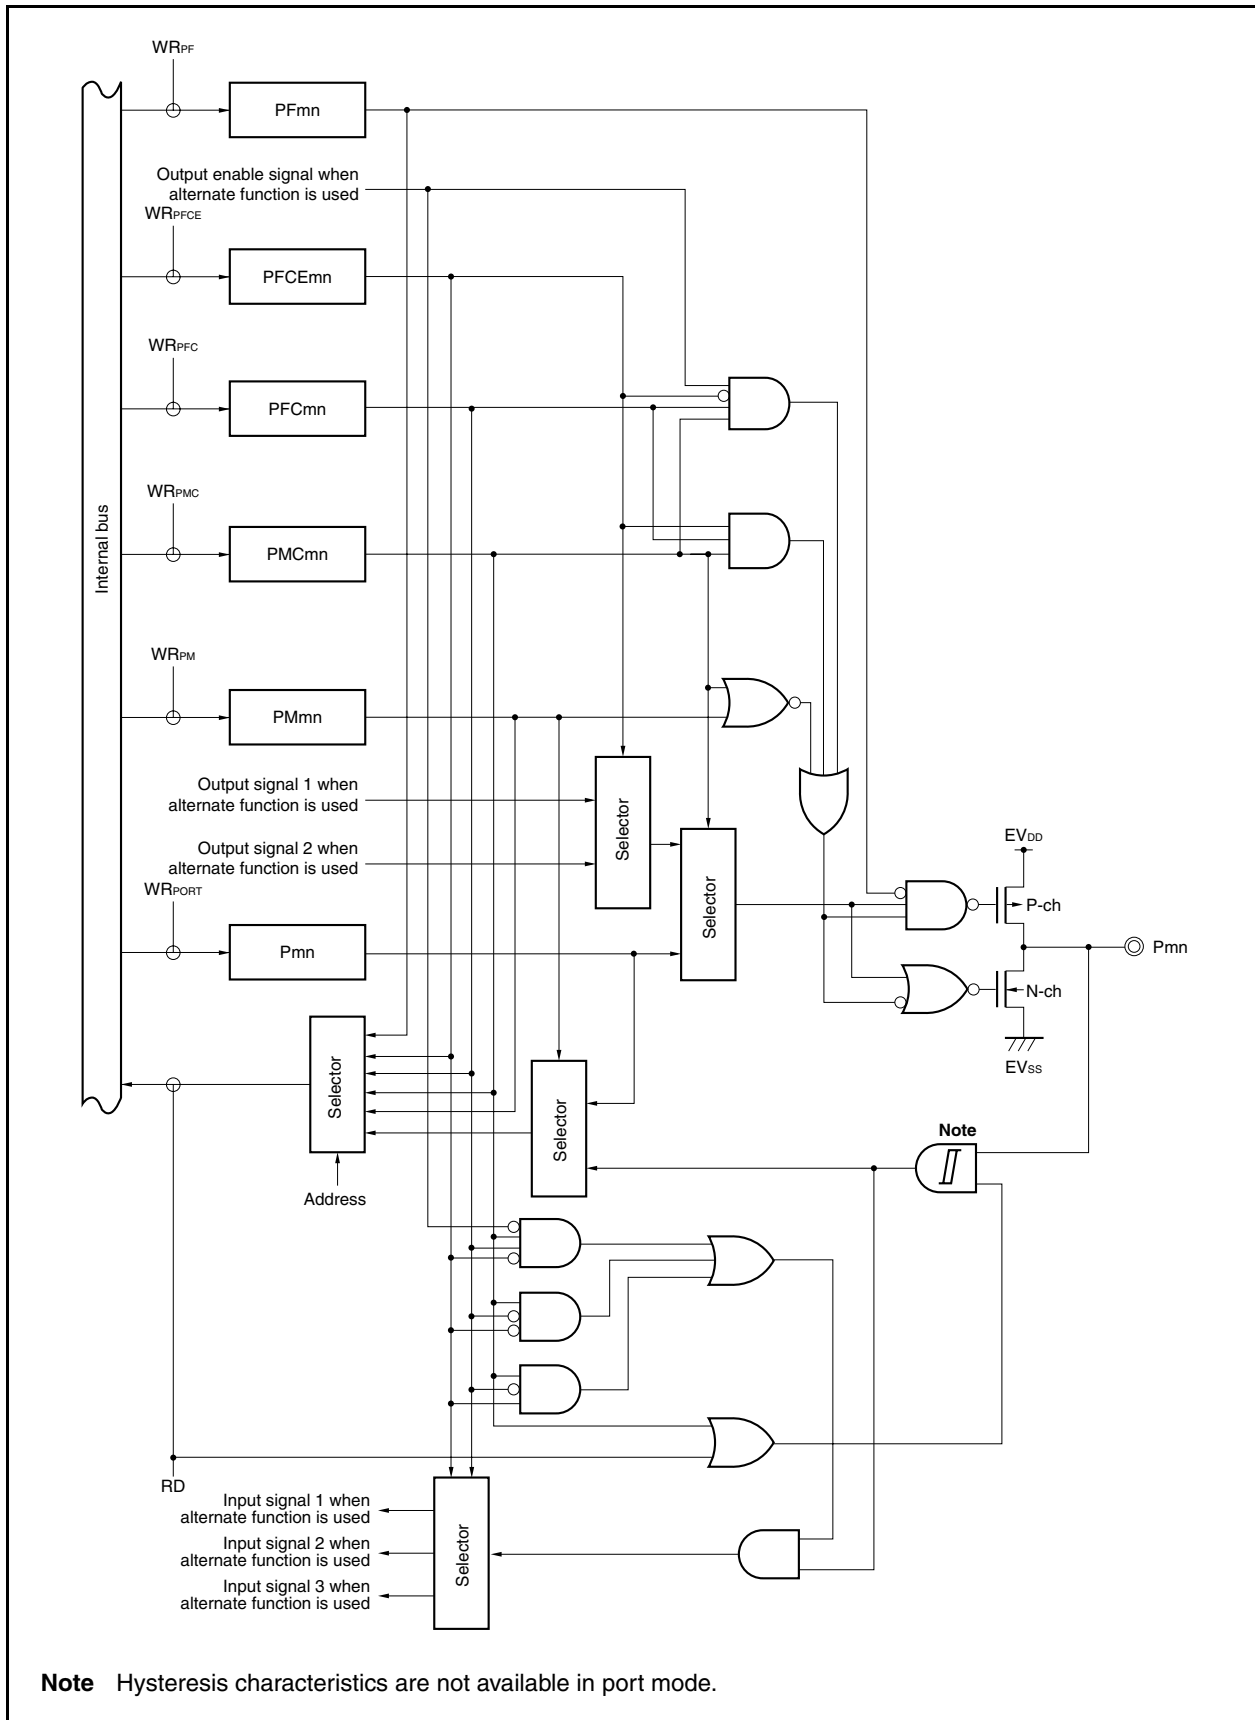 WRPF
PFmn
Output enable signal when
alternate function is used
WRPFCE
PFCEmn
WRPFC
PFCmn
WRPMC
PMCmn
Internal bus
WRPM
PMmn
Output signal 1 when
alternate function is used
Output signal 2 when
alternate function is used
Selector
Selector
WRPORT
Pmn
EVDD
P-ch
Pmn
N-ch
EVSS
Selector
Selector
Address
Note
RD
Input signal 1 when
alternate function is used
Input signal 2 when
alternate function is used
Input signal 3 when
alternate function is used
Selector
Note Hysteresis characteristics are not available in port mode.